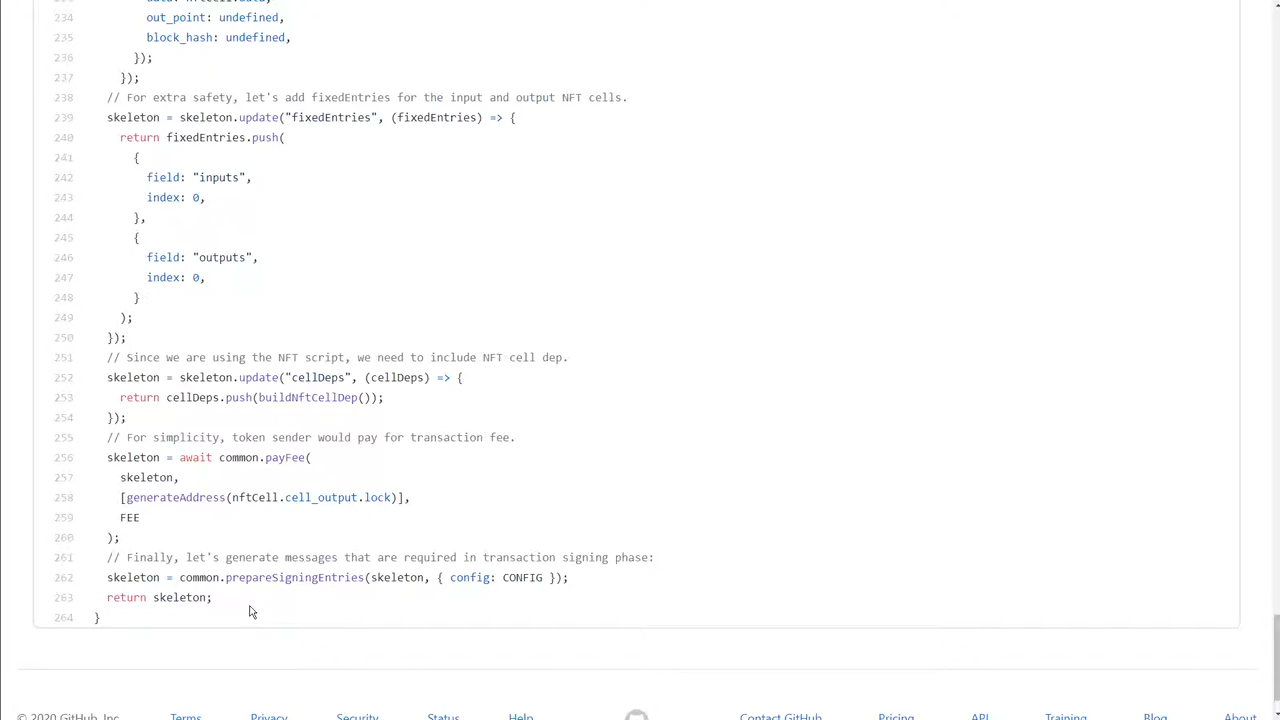 234 out_point: undefined,
235 block_hash: undefined,
236 });
237 });
238 // For extra safety, let's add fixedEntries for the input and output NFT cells.
239 skeleton = skeleton.update("fixedEntries", (fixedEntries) => {
240 return fixedEntries.push(
241 {
242 field: "inputs",
243 index: 0,
244 },
245 {
246 field: "outputs",
247 index: 0,
248 }
249 );
250 });
251 // Since we are using the NFT script, we need to include NFT cell dep.
252 skeleton = skeleton.update("cellDeps", (cellDeps) => {
253 return cellDeps.push(buildNftCellDep());
254 });
255 // For simplicity, token sender would pay for transaction fee.
256 skeleton = await common.payFee(
257 skeleton,
258 [generateAddress(nftCell.cell_output.lock)],
259 FEE
260 );
261 // Finally, let's generate messages that are required in transaction signing phase:
262 skeleton = common.prepareSigningEntries(skeleton, { config: CONFIG });
263 return skeleton;
264 }
© 2020 GitHub, Inc. Terms Privacy Security Status Help Contact GitHub Pricing API Training Blog About